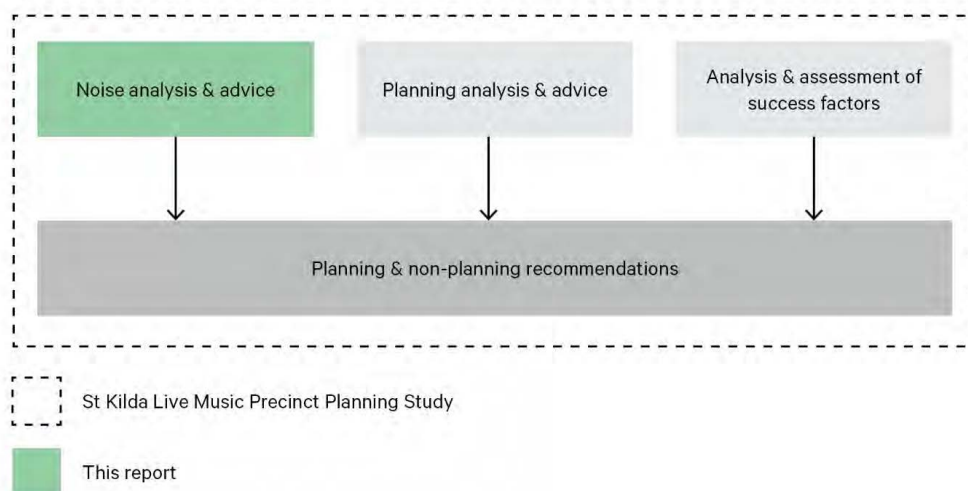 Noise analysis & advice
Planning analysis & advice
Analysis & assessment of
success factors
Planning & non-planning recommendations
St Kilda Live Music Precinct Planning Study
This report